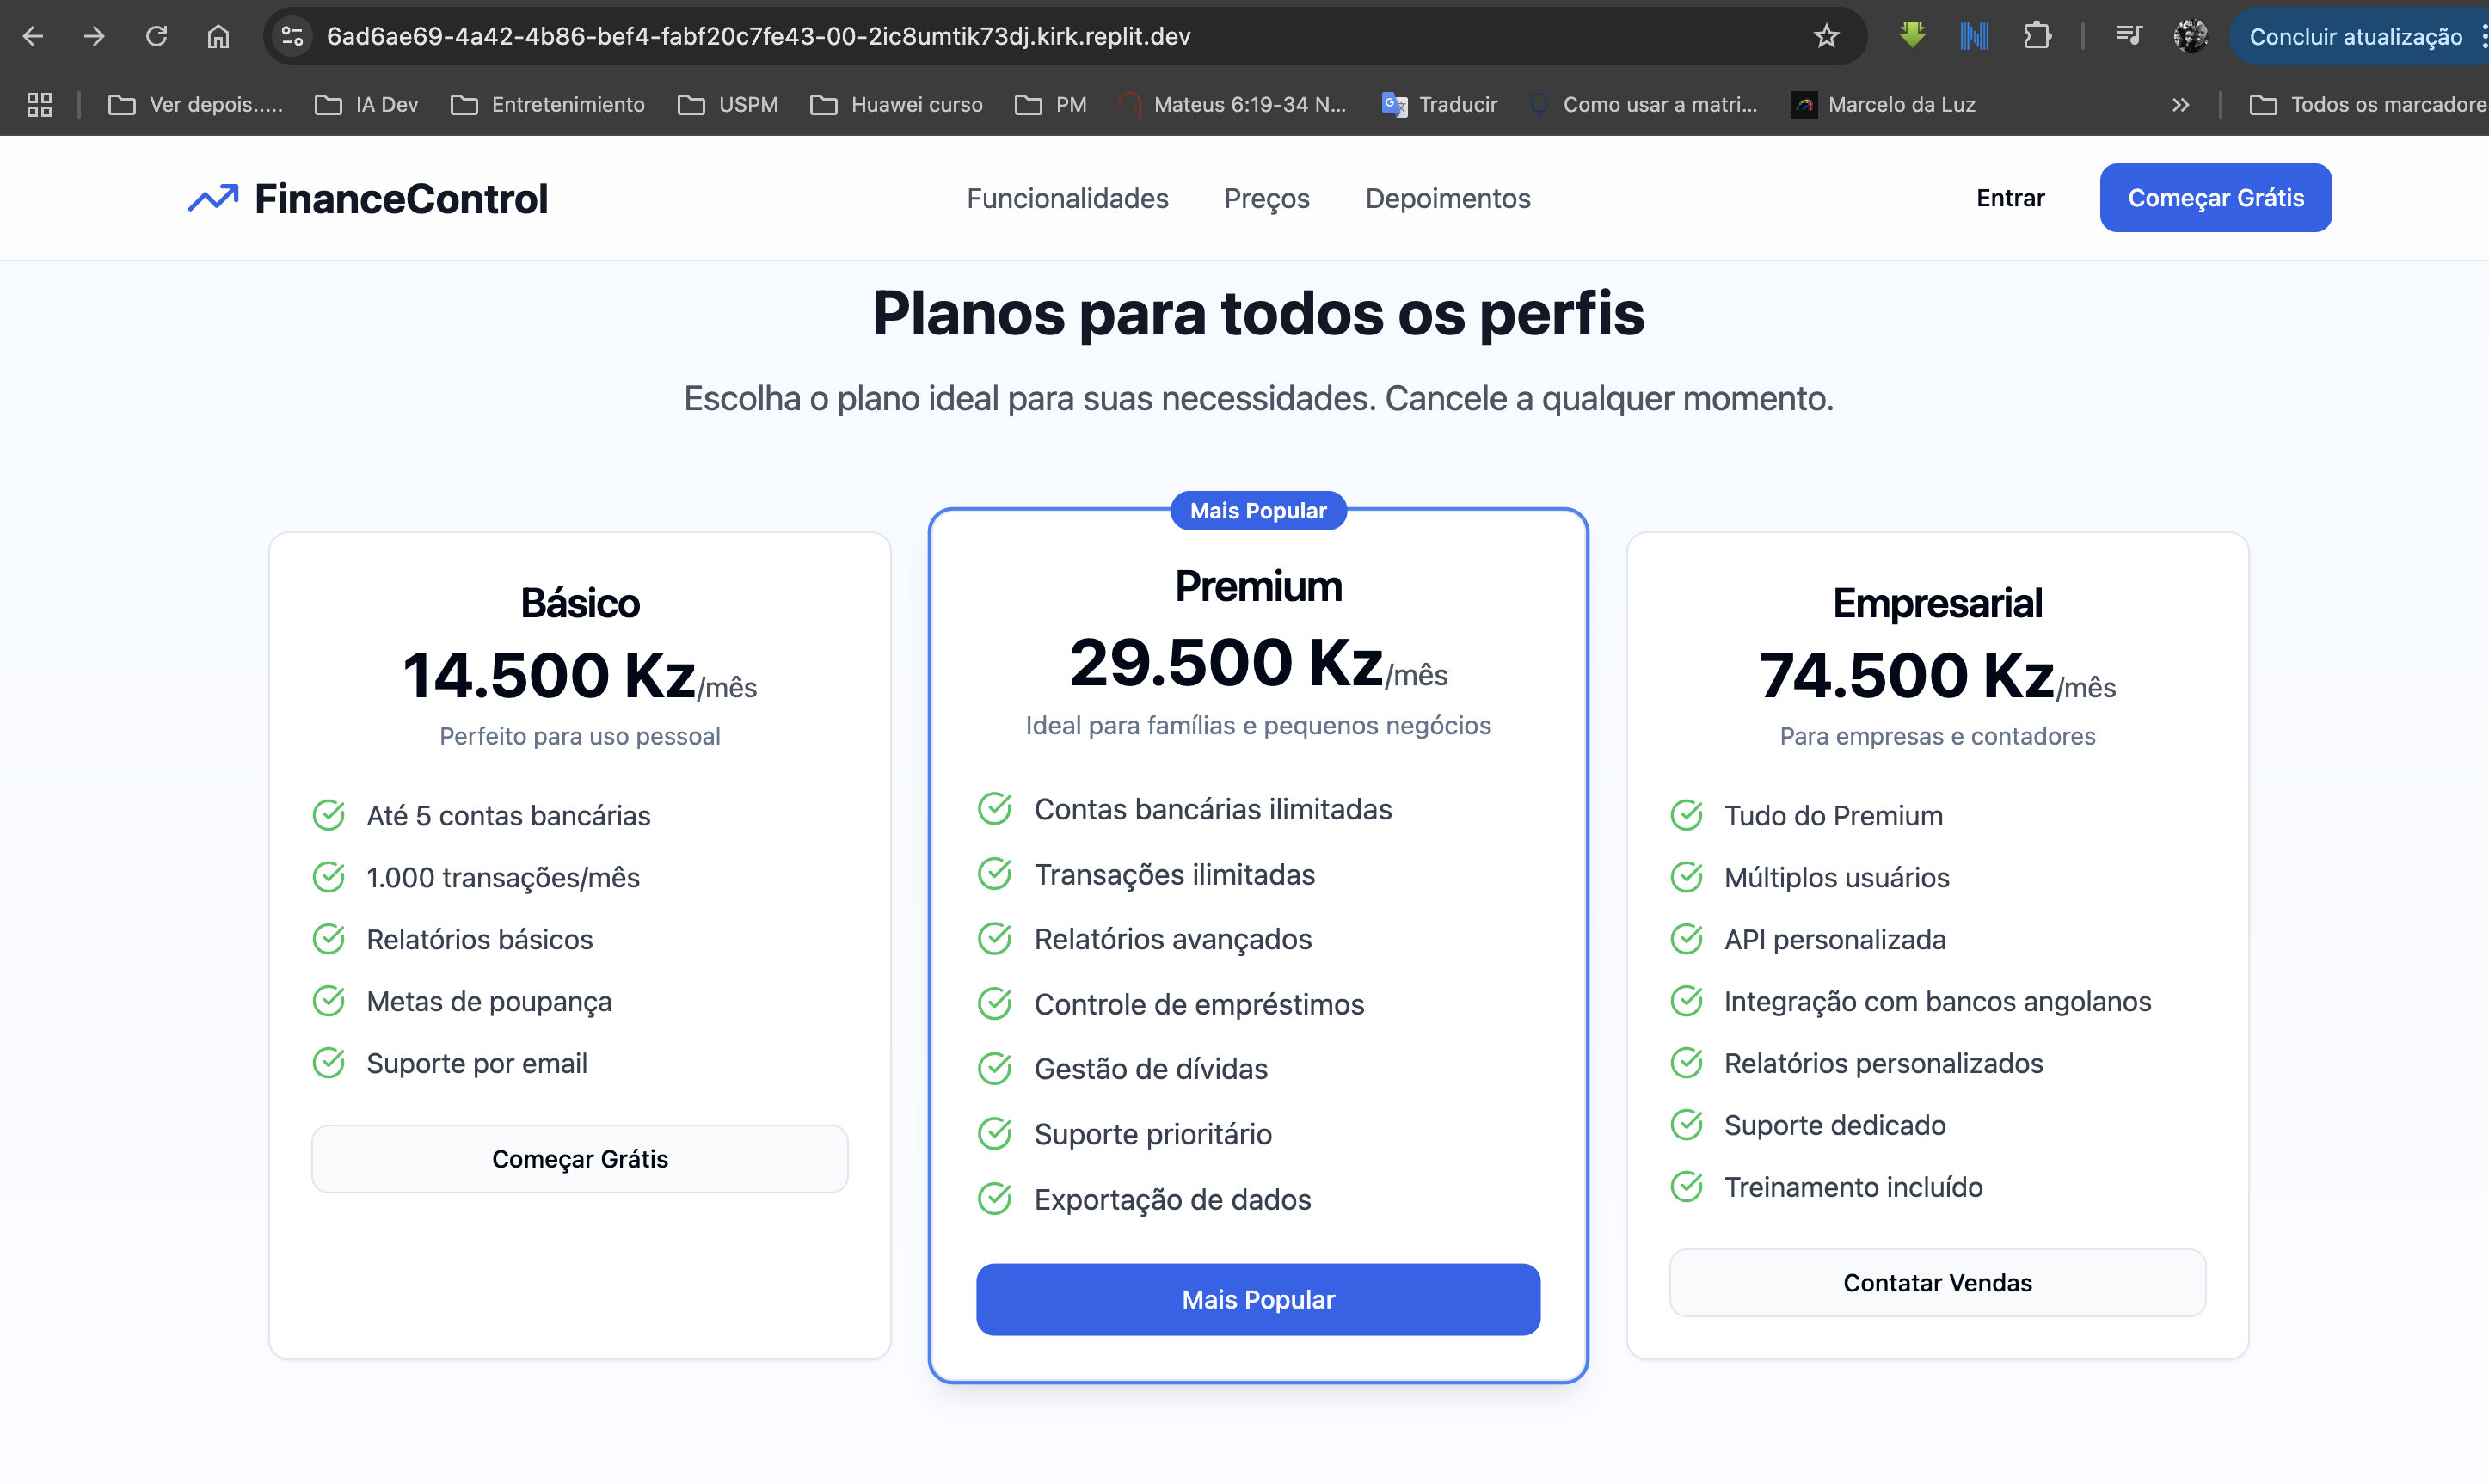 6ad6ae69-4a42-4b86-bef4-fabf20c7fe43-00-2ic8umtik73dj.kirk.replit.dev
Concluir atualização
Ver depois.....
IA Dev
Entretenimiento
USPM
Huawei curso
PM
Mateus 6:19-34 N...
Traducir
Como usar a matri...
Marcelo da Luz
Todos os marcadore
FinanceControl
Funcionalidades
Preços
Depoimentos
Entrar
Começar Grátis
Planos para todos os perfis
Escolha o plano ideal para suas necessidades. Cancele a qualquer momento.
Básico
14.500 Kz/mês
Perfeito para uso pessoal
Até 5 contas bancárias
1.000 transações/mês
Relatórios básicos
Metas de poupança
Suporte por email
Começar Grátis
Mais Popular
Premium
29.500 Kz/mês
Ideal para famílias e pequenos negócios
Contas bancárias ilimitadas
Transações ilimitadas
Relatórios avançados
Controle de empréstimos
Gestão de dívidas
Suporte prioritário
Exportação de dados
Mais Popular
Empresarial
74.500 Kz/mês
Para empresas e contadores
Tudo do Premium
Múltiplos usuários
API personalizada
Integração com bancos angolanos
Relatórios personalizados
Suporte dedicado
Treinamento incluído
Contatar Vendas